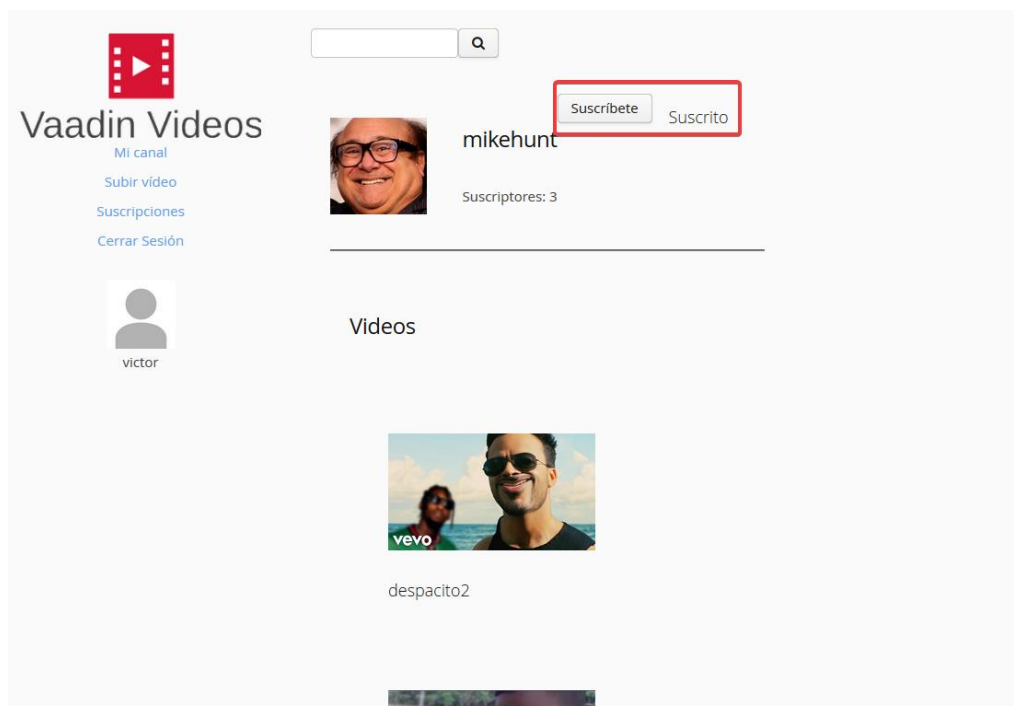 Vaadin Videos
Mi canal
Subir vídeo
Suscripciones
Cerrar Sesión
victor
Suscríbete
Suscrito
mikehunt
Suscriptores: 3
Videos
vevo
despacito2